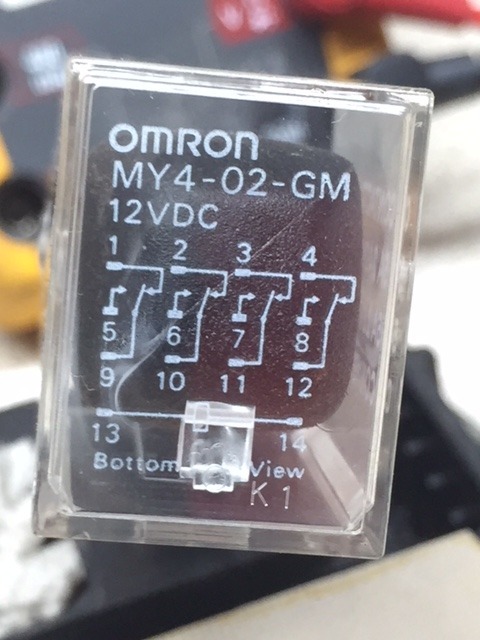 OMRON
MY4-02-GM
12VDC
1 2 3 4
5 6 7 8
9 10 11 12
13 14
Bottom View
K1